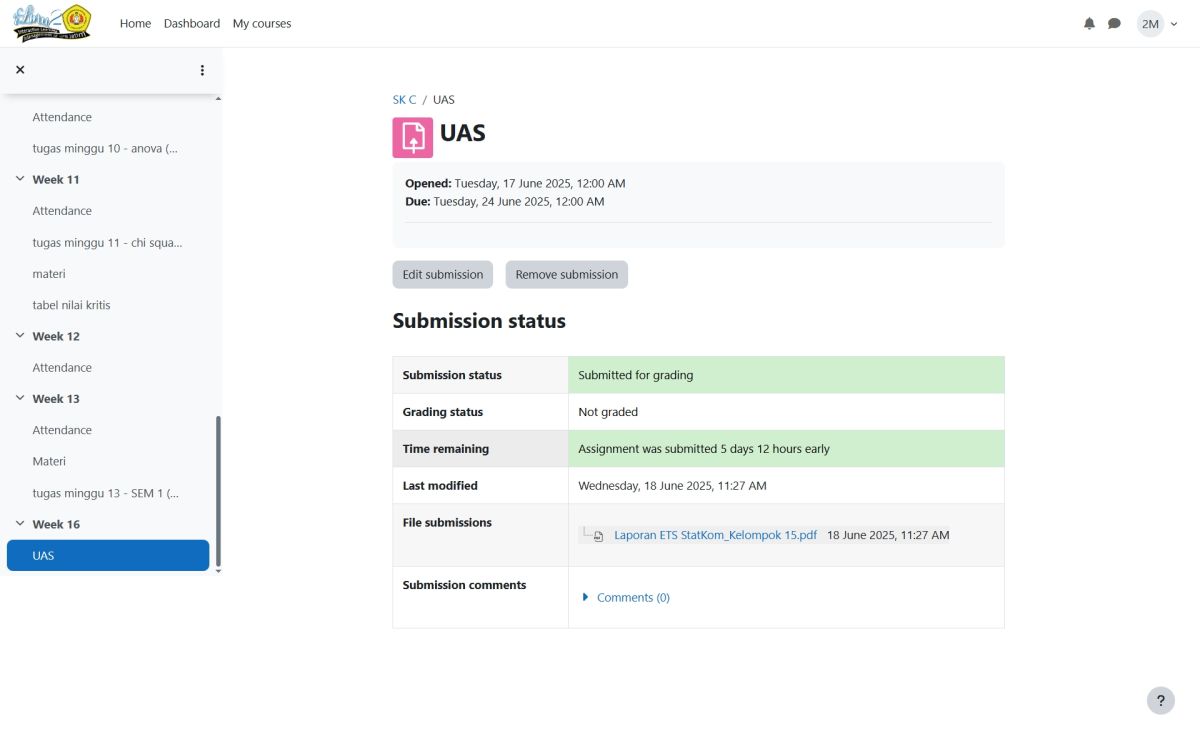 Home Dashboard My courses
2M
Attendance
tugas minggu 10 - anova (...
Week 11
Attendance
tugas minggu 11 - chi squa...
materi
tabel nilai kritis
Week 12
Attendance
Week 13
Attendance
Materi
tugas minggu 13 - SEM 1 (...
Week 16
UAS
SK C / UAS
UAS
Opened: Tuesday, 17 June 2025, 12:00 AM
Due: Tuesday, 24 June 2025, 12:00 AM
Edit submission Remove submission
Submission status
Submission status Submitted for grading
Grading status Not graded
Time remaining Assignment was submitted 5 days 12 hours early
Last modified Wednesday, 18 June 2025, 11:27 AM
File submissions Laporan ETS StatKom_Kelompok 15.pdf 18 June 2025, 11:27 AM
Submission comments Comments (0)
?